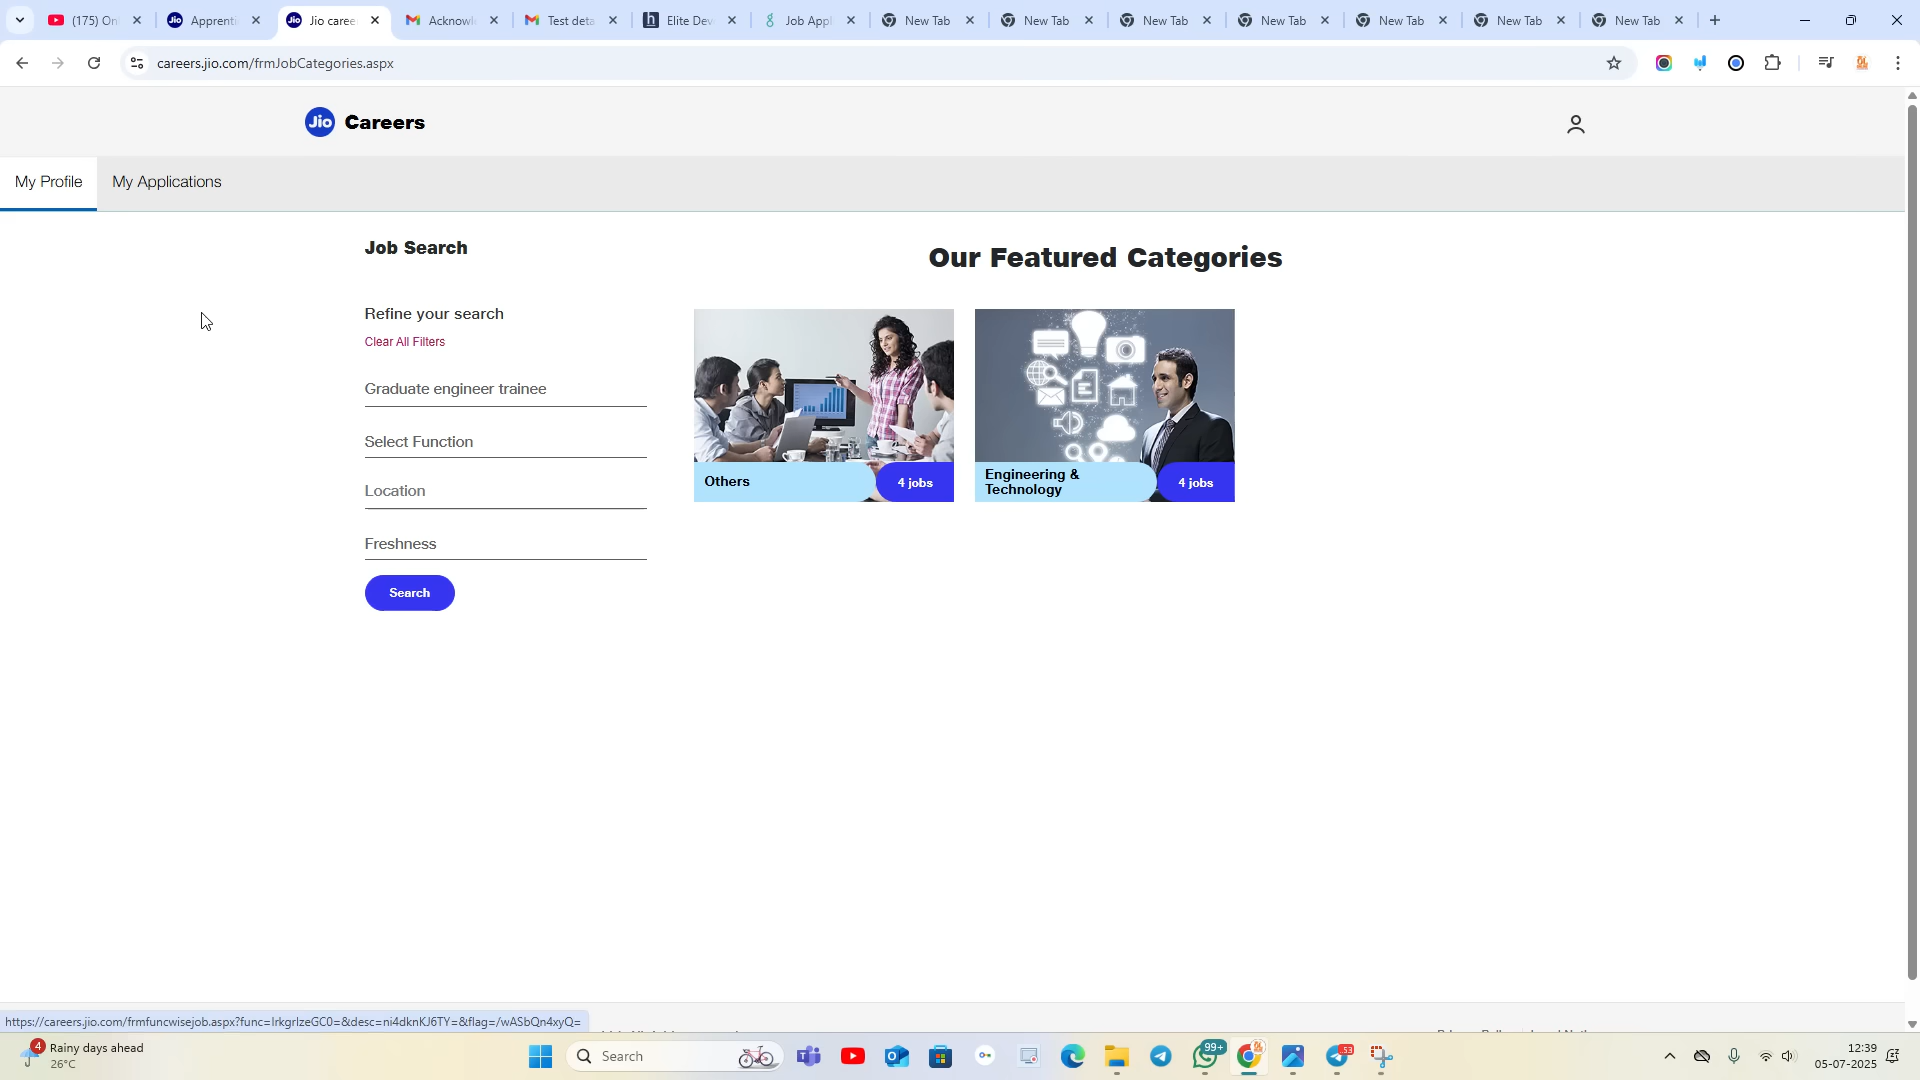 (175) Onl
Apprenti
Jio caree
Acknowle
Test deta
Elite Dev
Job Appl
New Tab
New Tab
New Tab
New Tab
New Tab
New Tab
New Tab
careers.jio.com/frmJobCategories.aspx
Jio Careers
My Profile
My Applications
Job Search
Our Featured Categories
Refine your search
Clear All Filters
Graduate engineer trainee
Select Function
Location
Freshness
Search
Others
4 jobs
Engineering &
Technology
4 jobs
https://careers.jio.com/frmfuncwisejob.aspx?func=IrkgrIzeGC0=&desc=ni4dknKJ6TY=&flag=/wASbQn4xyQ=
4
Rainy days ahead
26°C
Search
99+
53
12:39
05-07-2025